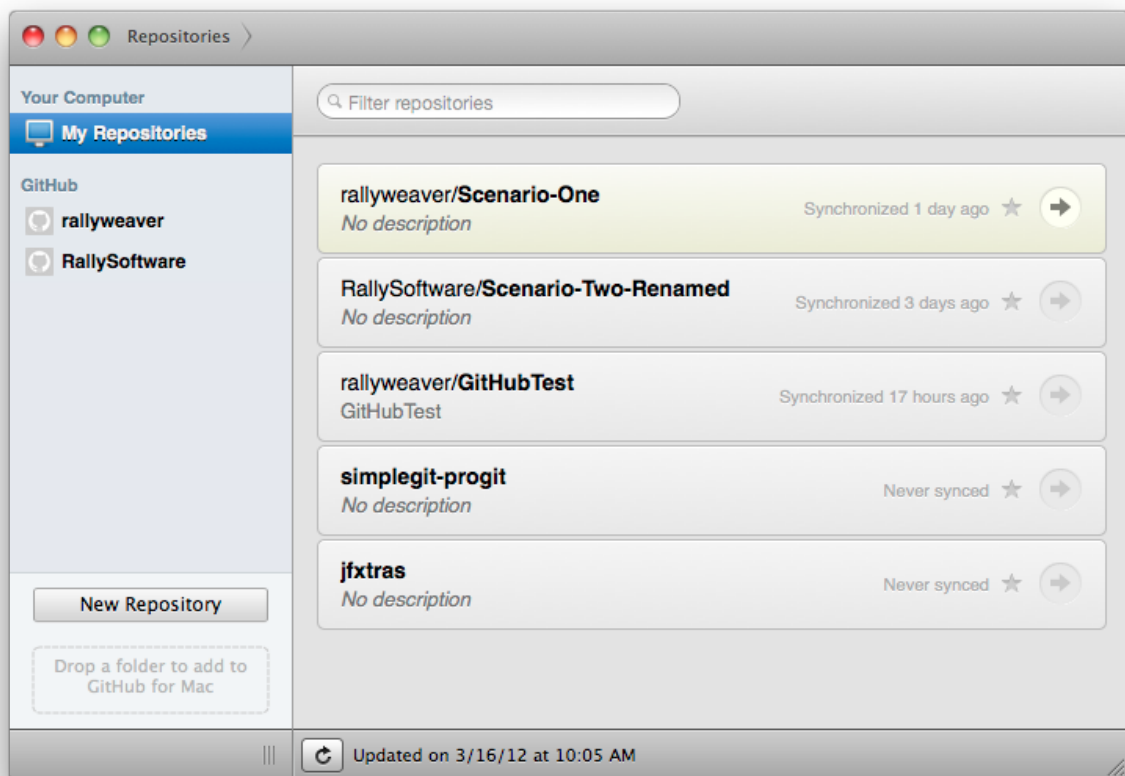 Repositories
Your Computer
My Repositories
GitHub
rallyweaver
RallySoftware
New Repository
Drop a folder to add to
GitHub for Mac
Filter repositories
rallyweaver/Scenario-One
No description
Synchronized 1 day ago
RallySoftware/Scenario-Two-Renamed
No description
Synchronized 3 days ago
rallyweaver/GitHubTest
GitHubTest
Synchronized 17 hours ago
simplegit-progit
No description
Never synced
jfxtras
No description
Never synced
Updated on 3/16/12 at 10:05 AM